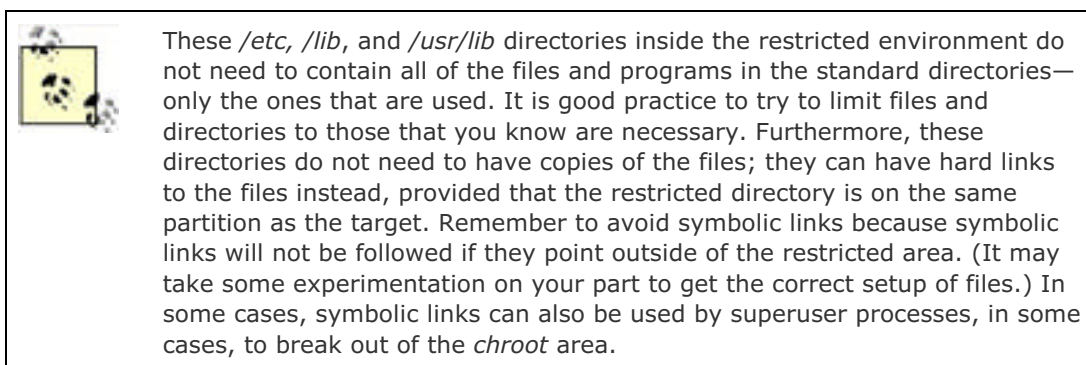 These /etc, /lib, and /usr/lib directories inside the restricted environment do
not need to contain all of the files and programs in the standard directories—
only the ones that are used. It is good practice to try to limit files and
directories to those that you know are necessary. Furthermore, these
directories do not need to have copies of the files; they can have hard links
to the files instead, provided that the restricted directory is on the same
partition as the target. Remember to avoid symbolic links because symbolic
links will not be followed if they point outside of the restricted area. (It may
take some experimentation on your part to get the correct setup of files.) In
some cases, symbolic links can also be used by superuser processes, in some
cases, to break out of the chroot area.